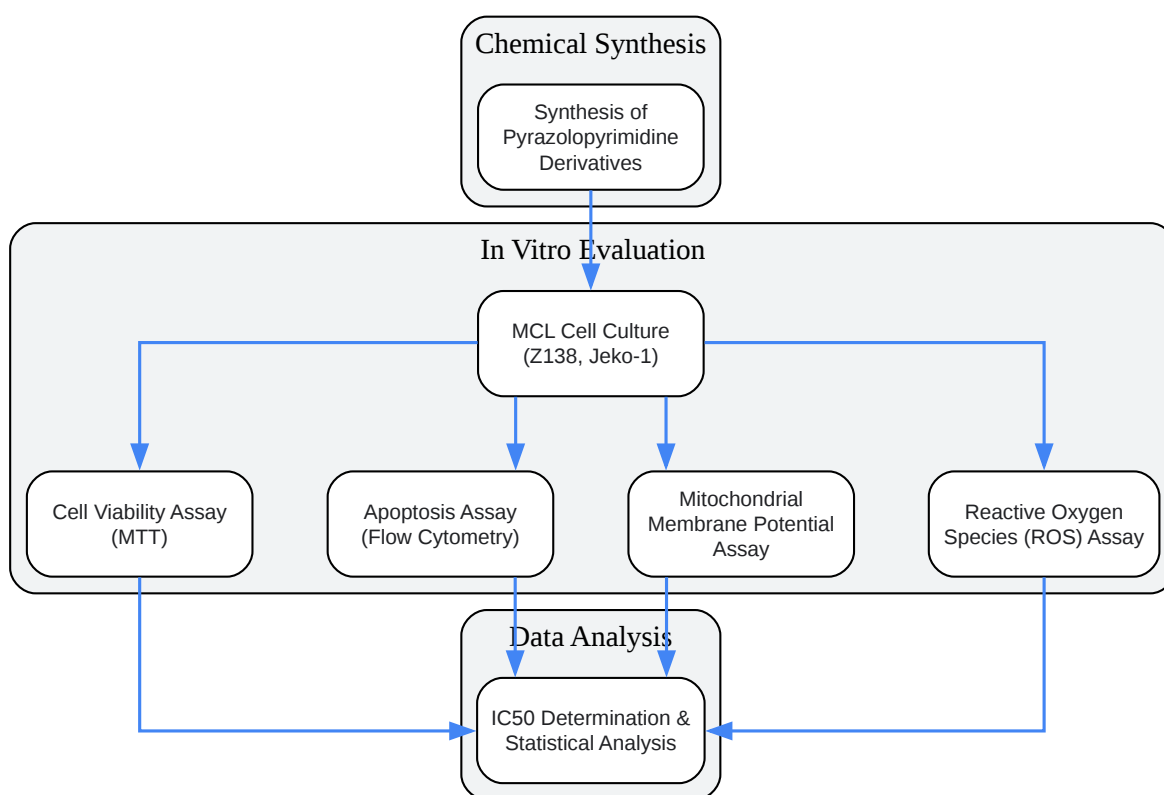 Chemical Synthesis
Synthesis of
Pyrazolopyrimidine
Derivatives
In Vitro Evaluation
MCL Cell Culture
(Z138, Jeko-1)
Cell Viability Assay
(MTT)
Apoptosis Assay
(Flow Cytometry)
Mitochondrial
Membrane Potential
Assay
Reactive Oxygen
Species (ROS) Assay
Data Analysis
IC50 Determination &
Statistical Analysis